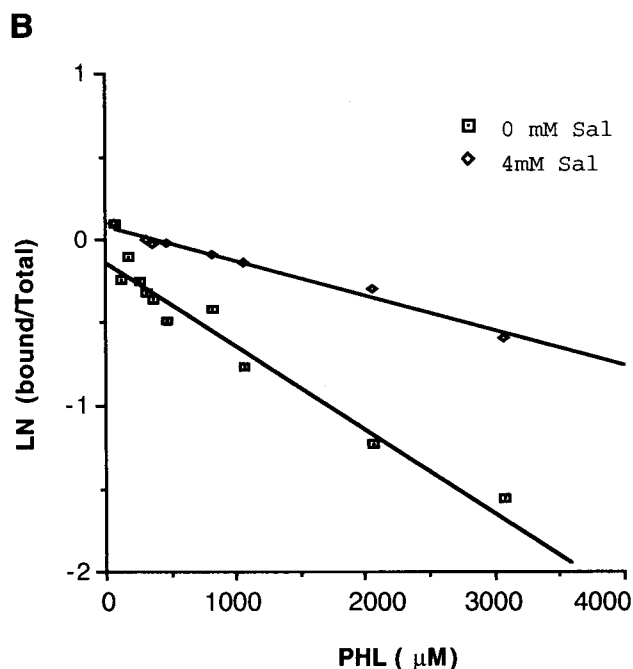 B
LN (bound/Total)
1
0
-1
-2
0 mM Sal
4mM Sal
0 1000 2000 3000 4000
PHL ( μM)